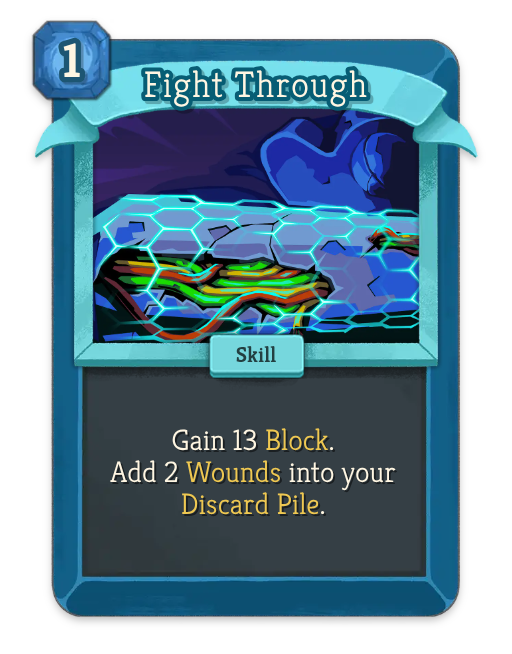 1
Fight Through
Skill
Gain 13 Block.
Add 2 Wounds into your
Discard Pile.